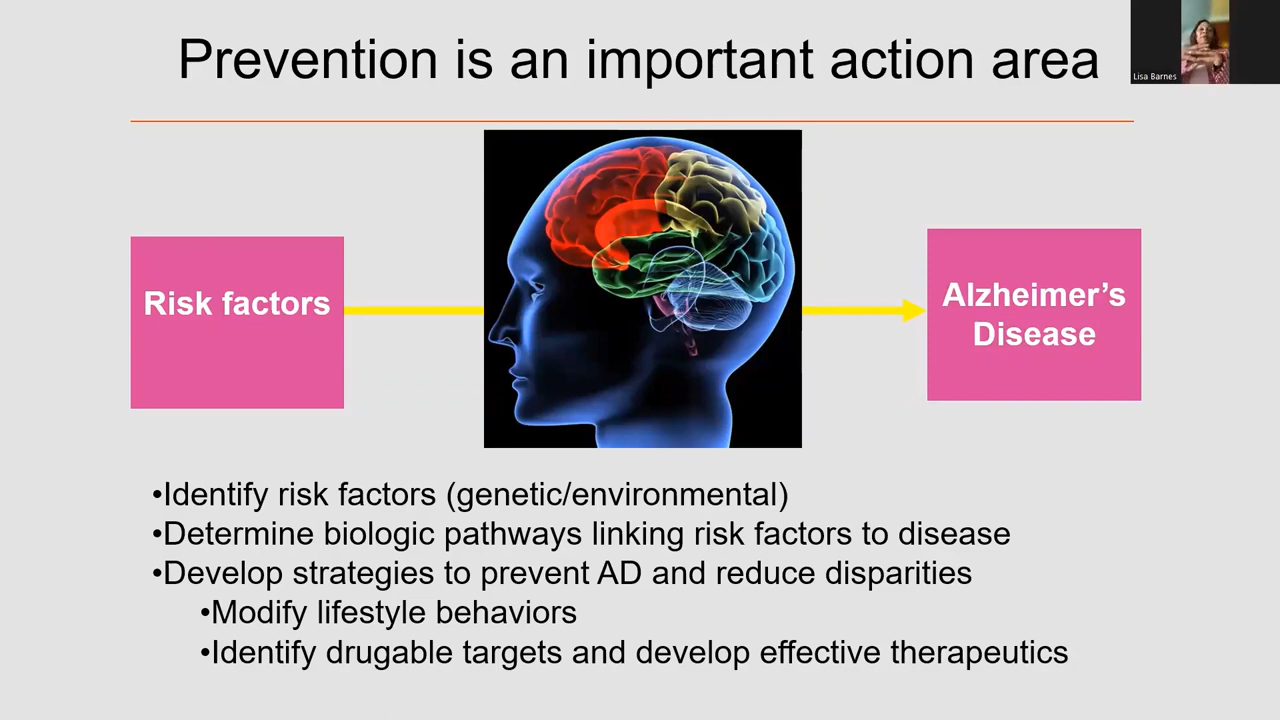 Prevention is an important action area
Lisa Barnes
Risk factors
Alzheimer’s
Disease
•Identify risk factors (genetic/environmental)
•Determine biologic pathways linking risk factors to disease
•Develop strategies to prevent AD and reduce disparities
•Modify lifestyle behaviors
•Identify drugable targets and develop effective therapeutics